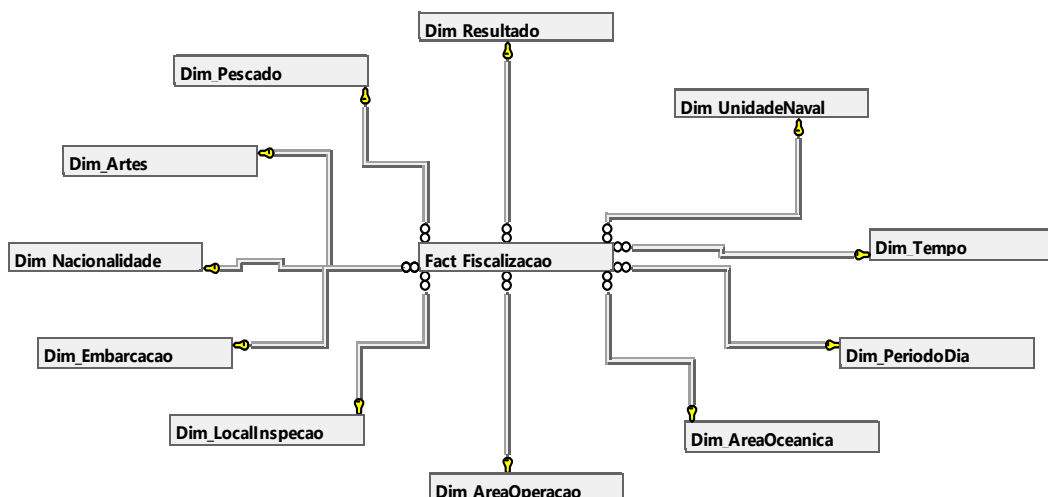 Dim_Resultado
Dim_Pescado
Dim_UnidadeNaval
Dim_Artes
Dim_Nacionalidade
Fact_Fiscalizacao
Dim_Tempo
Dim_Embarcacao
Dim_PeriodoDia
Dim_LocalInspecao
Dim_AreaOceanica
Dim_AreaOperacao